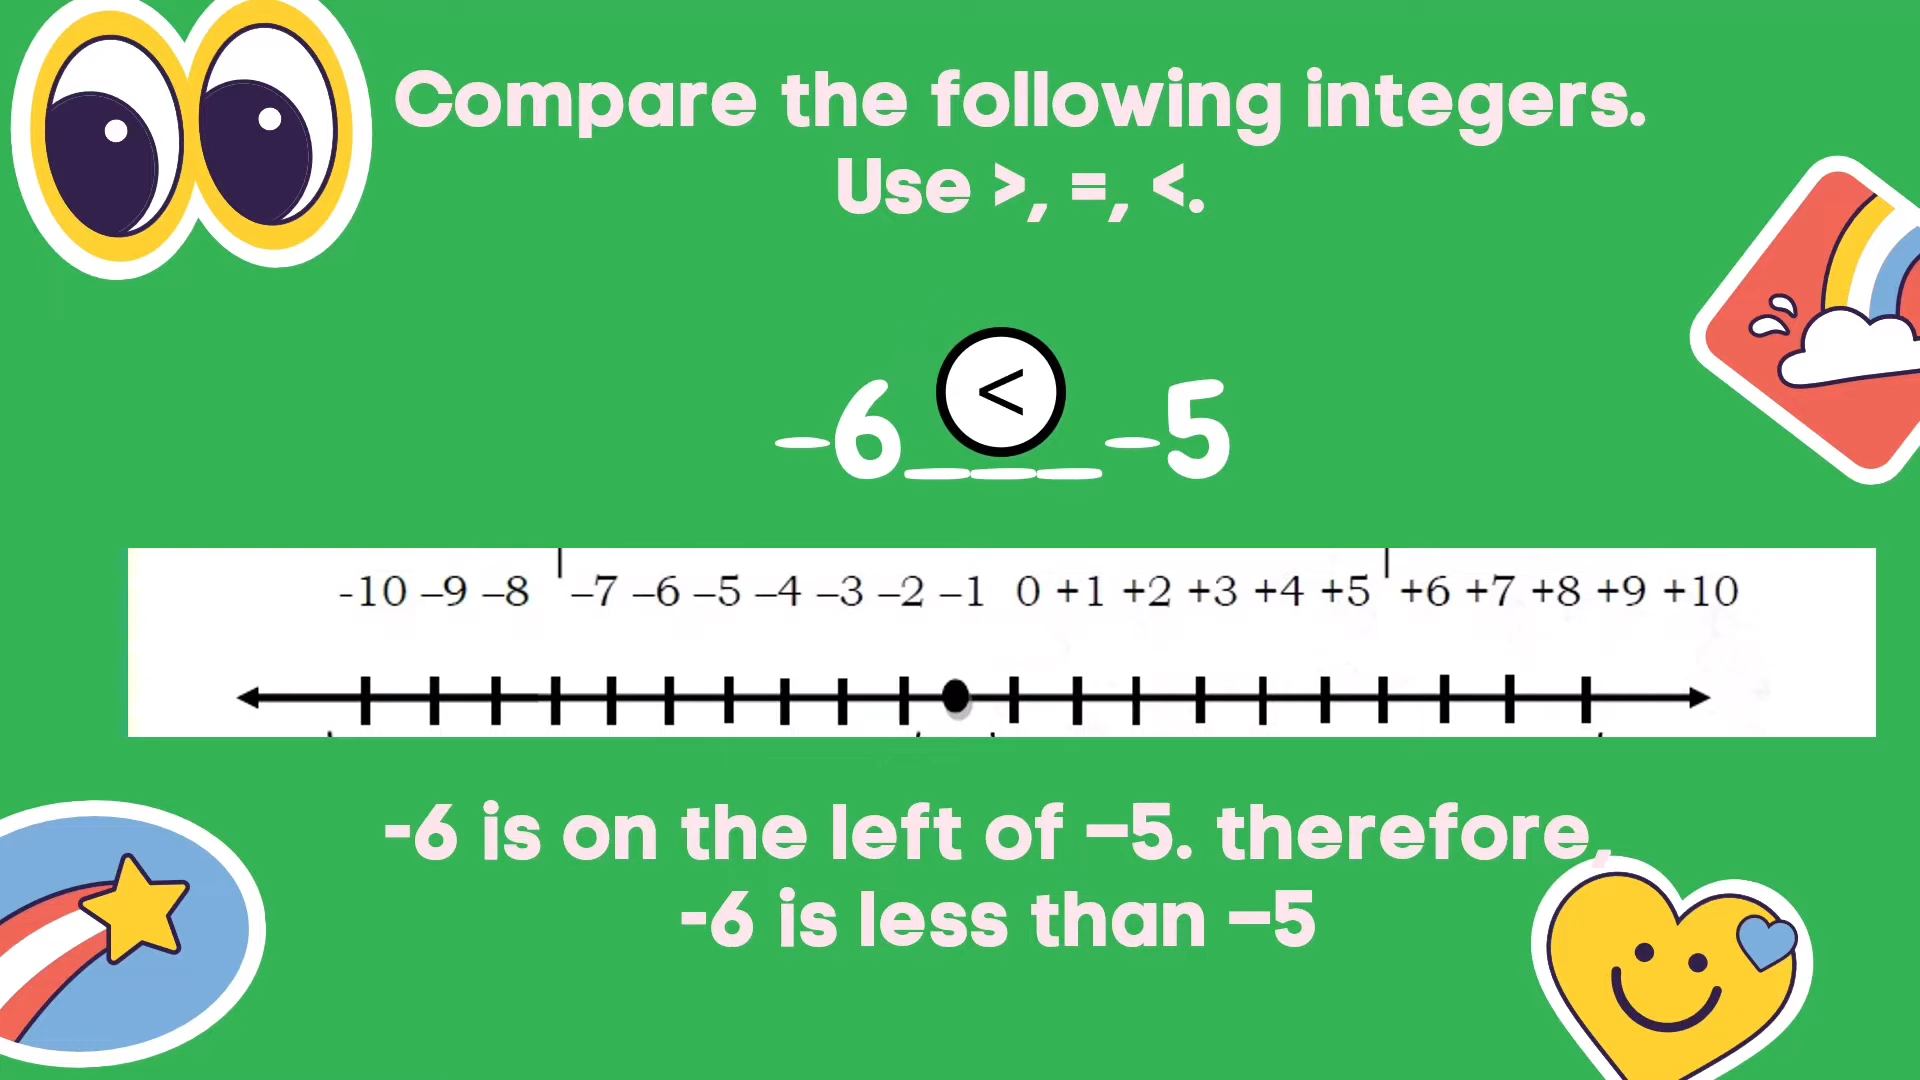 Compare the following integers.
Use >, =, <.
–6___–5
<
-10 –9 –8 –7 –6 –5 –4 –3 –2 –1 0 +1 +2 +3 +4 +5 +6 +7 +8 +9 +10
-6 is on the left of –5. therefore,
-6 is less than –5